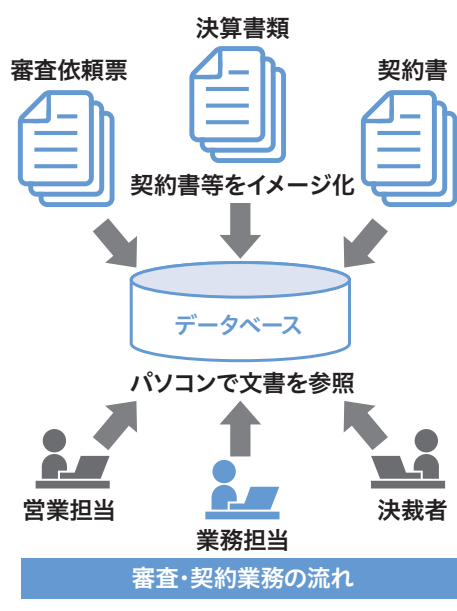 決算書類
審査依頼票
契約書
契約書等をイメージ化
データベース
パソコンで文書を参照
営業担当
業務担当
決裁者
審査・契約業務の流れ